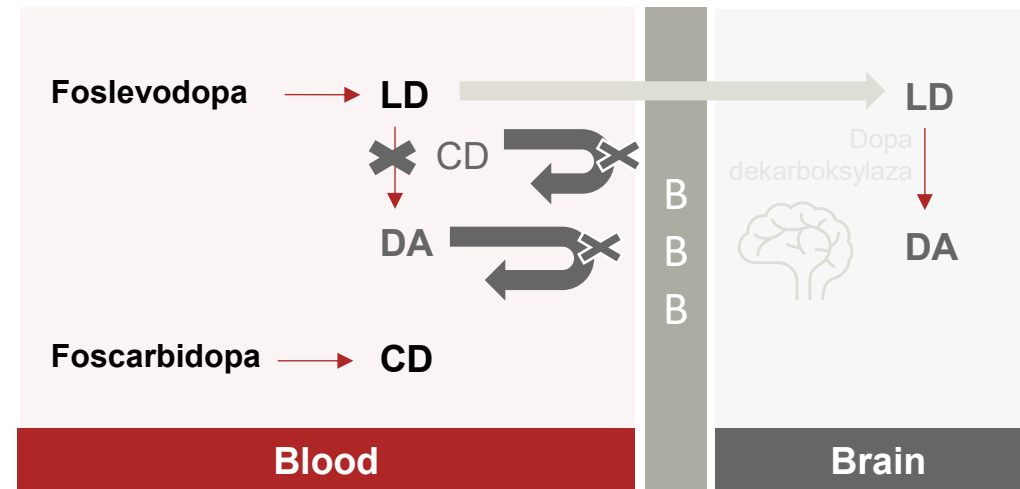 Foslevodopa
LD
LD
CD
Dopa
dekarboksylaza
B
B
B
DA
DA
Foscarbidopa
CD
Blood
Brain